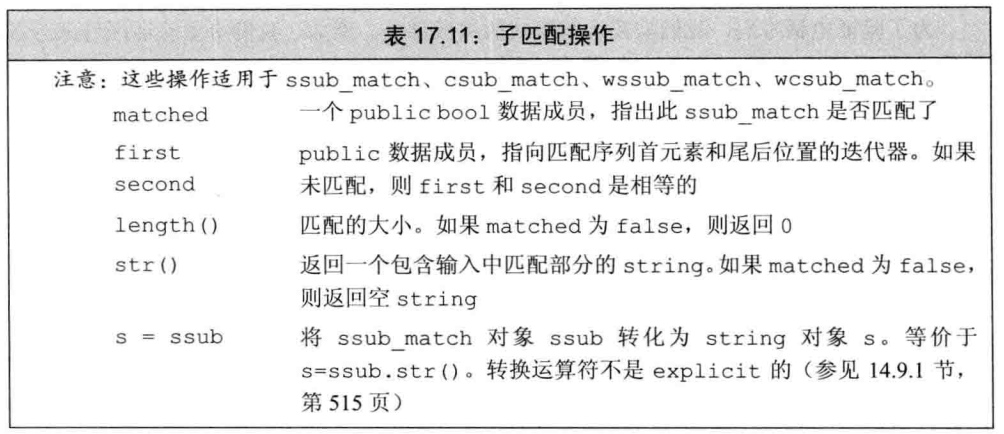 表 17.11：子匹配操作
注意：这些操作适用于 ssub_match、csub_match、wssub_match、wcsub_match。
matched 一个 public bool 数据成员，指出此 ssub_match 是否匹配了
first public 数据成员，指向匹配序列首元素和尾后位置的迭代器。如果
second 未匹配，则 first 和 second 是相等的
length() 匹配的大小。如果 matched 为 false，则返回 0
str() 返回一个包含输入中匹配部分的 string。如果 matched 为 false，
则返回空 string
s = ssub 将 ssub_match 对象 ssub 转化为 string 对象 s。等价于
s=ssub.str()。转换运算符不是 explicit 的（参见 14.9.1 节，
第 515 页）